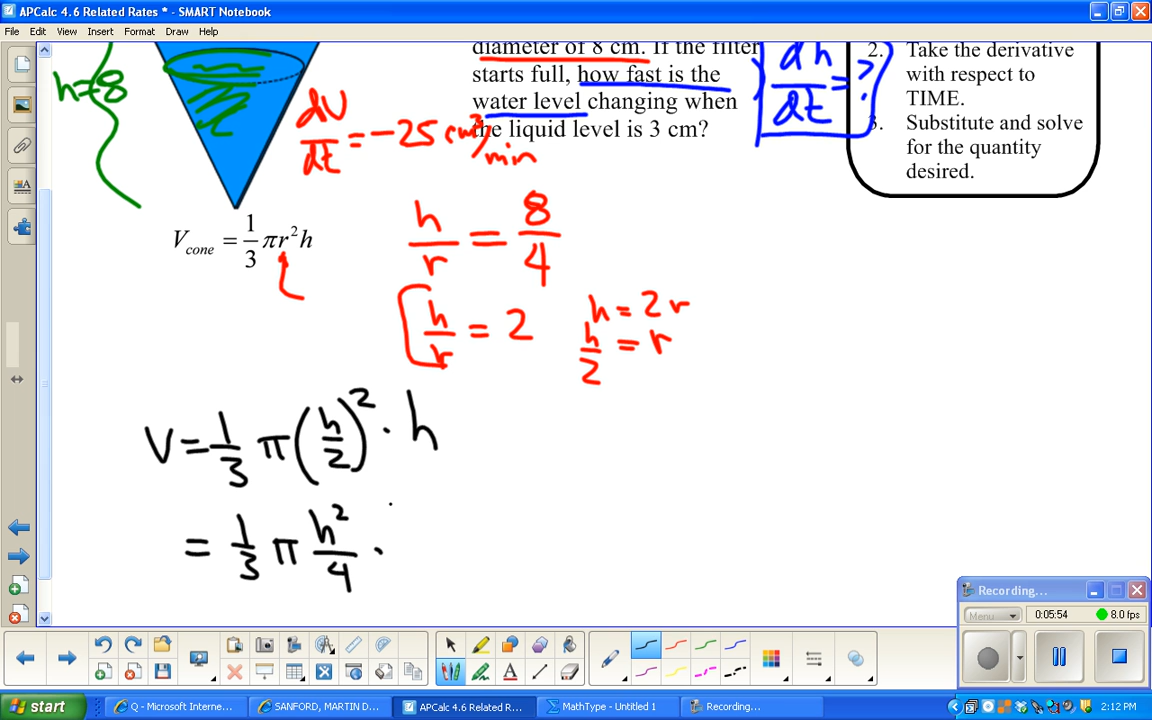 APCalc 4.6 Related Rates * - SMART Notebook
File Edit View Insert Format Draw Help
diameter of 8 cm. If the filter
starts full, how fast is the
water level changing when
the liquid level is 3 cm?
dh/dt = ?
2. Take the derivative
with respect to
TIME.
3. Substitute and solve
for the quantity
desired.
h=8
dV/dt = -25 cm³/min
V_cone = 1/3 πr²h
h/r = 8/4
h/r = 2
h = 2r
h/2 = r
V = 1/3 π (h/2)² · h
= 1/3 π h²/4 ·
Recording...
Menu
0:05:54
8.0 fps
start
Q - Microsoft Interne...
SANFORD, MARTIN D...
APCalc 4.6 Related R...
MathType - Untitled 1
Recording...
2:12 PM